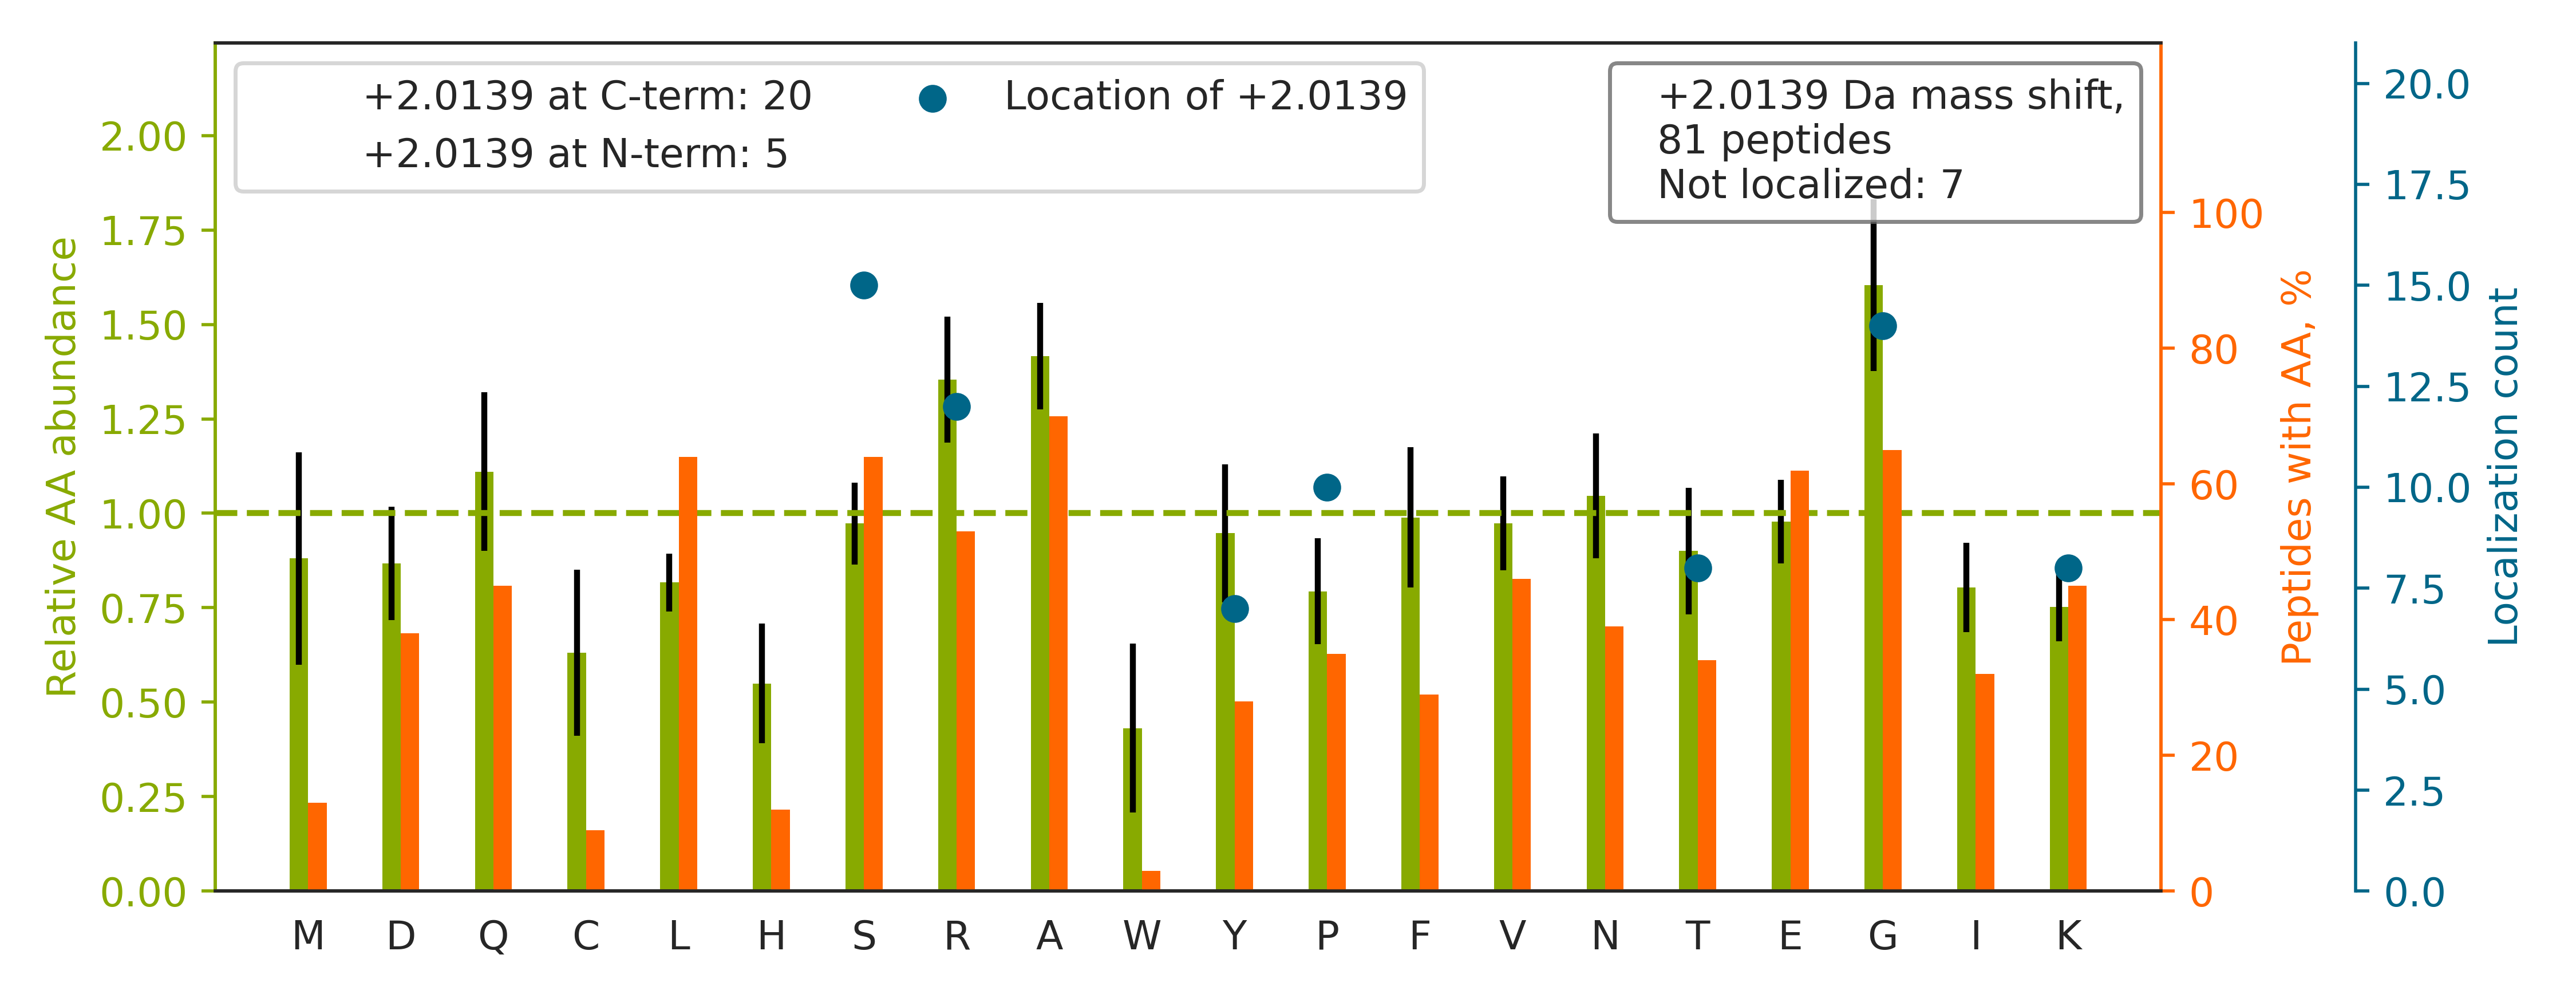 +2.0139 at C-term: 20
+2.0139 at N-term: 5
Location of +2.0139
+2.0139 Da mass shift,
81 peptides
Not localized: 7
Relative AA abundance
2.00
1.75
1.50
1.25
1.00
0.75
0.50
0.25
0.00
M D Q C L H S R A W Y P F V N T E G I K
100
80
60
40
20
0
Peptides with AA, %
20.0
17.5
15.0
12.5
10.0
7.5
5.0
2.5
0.0
Localization count